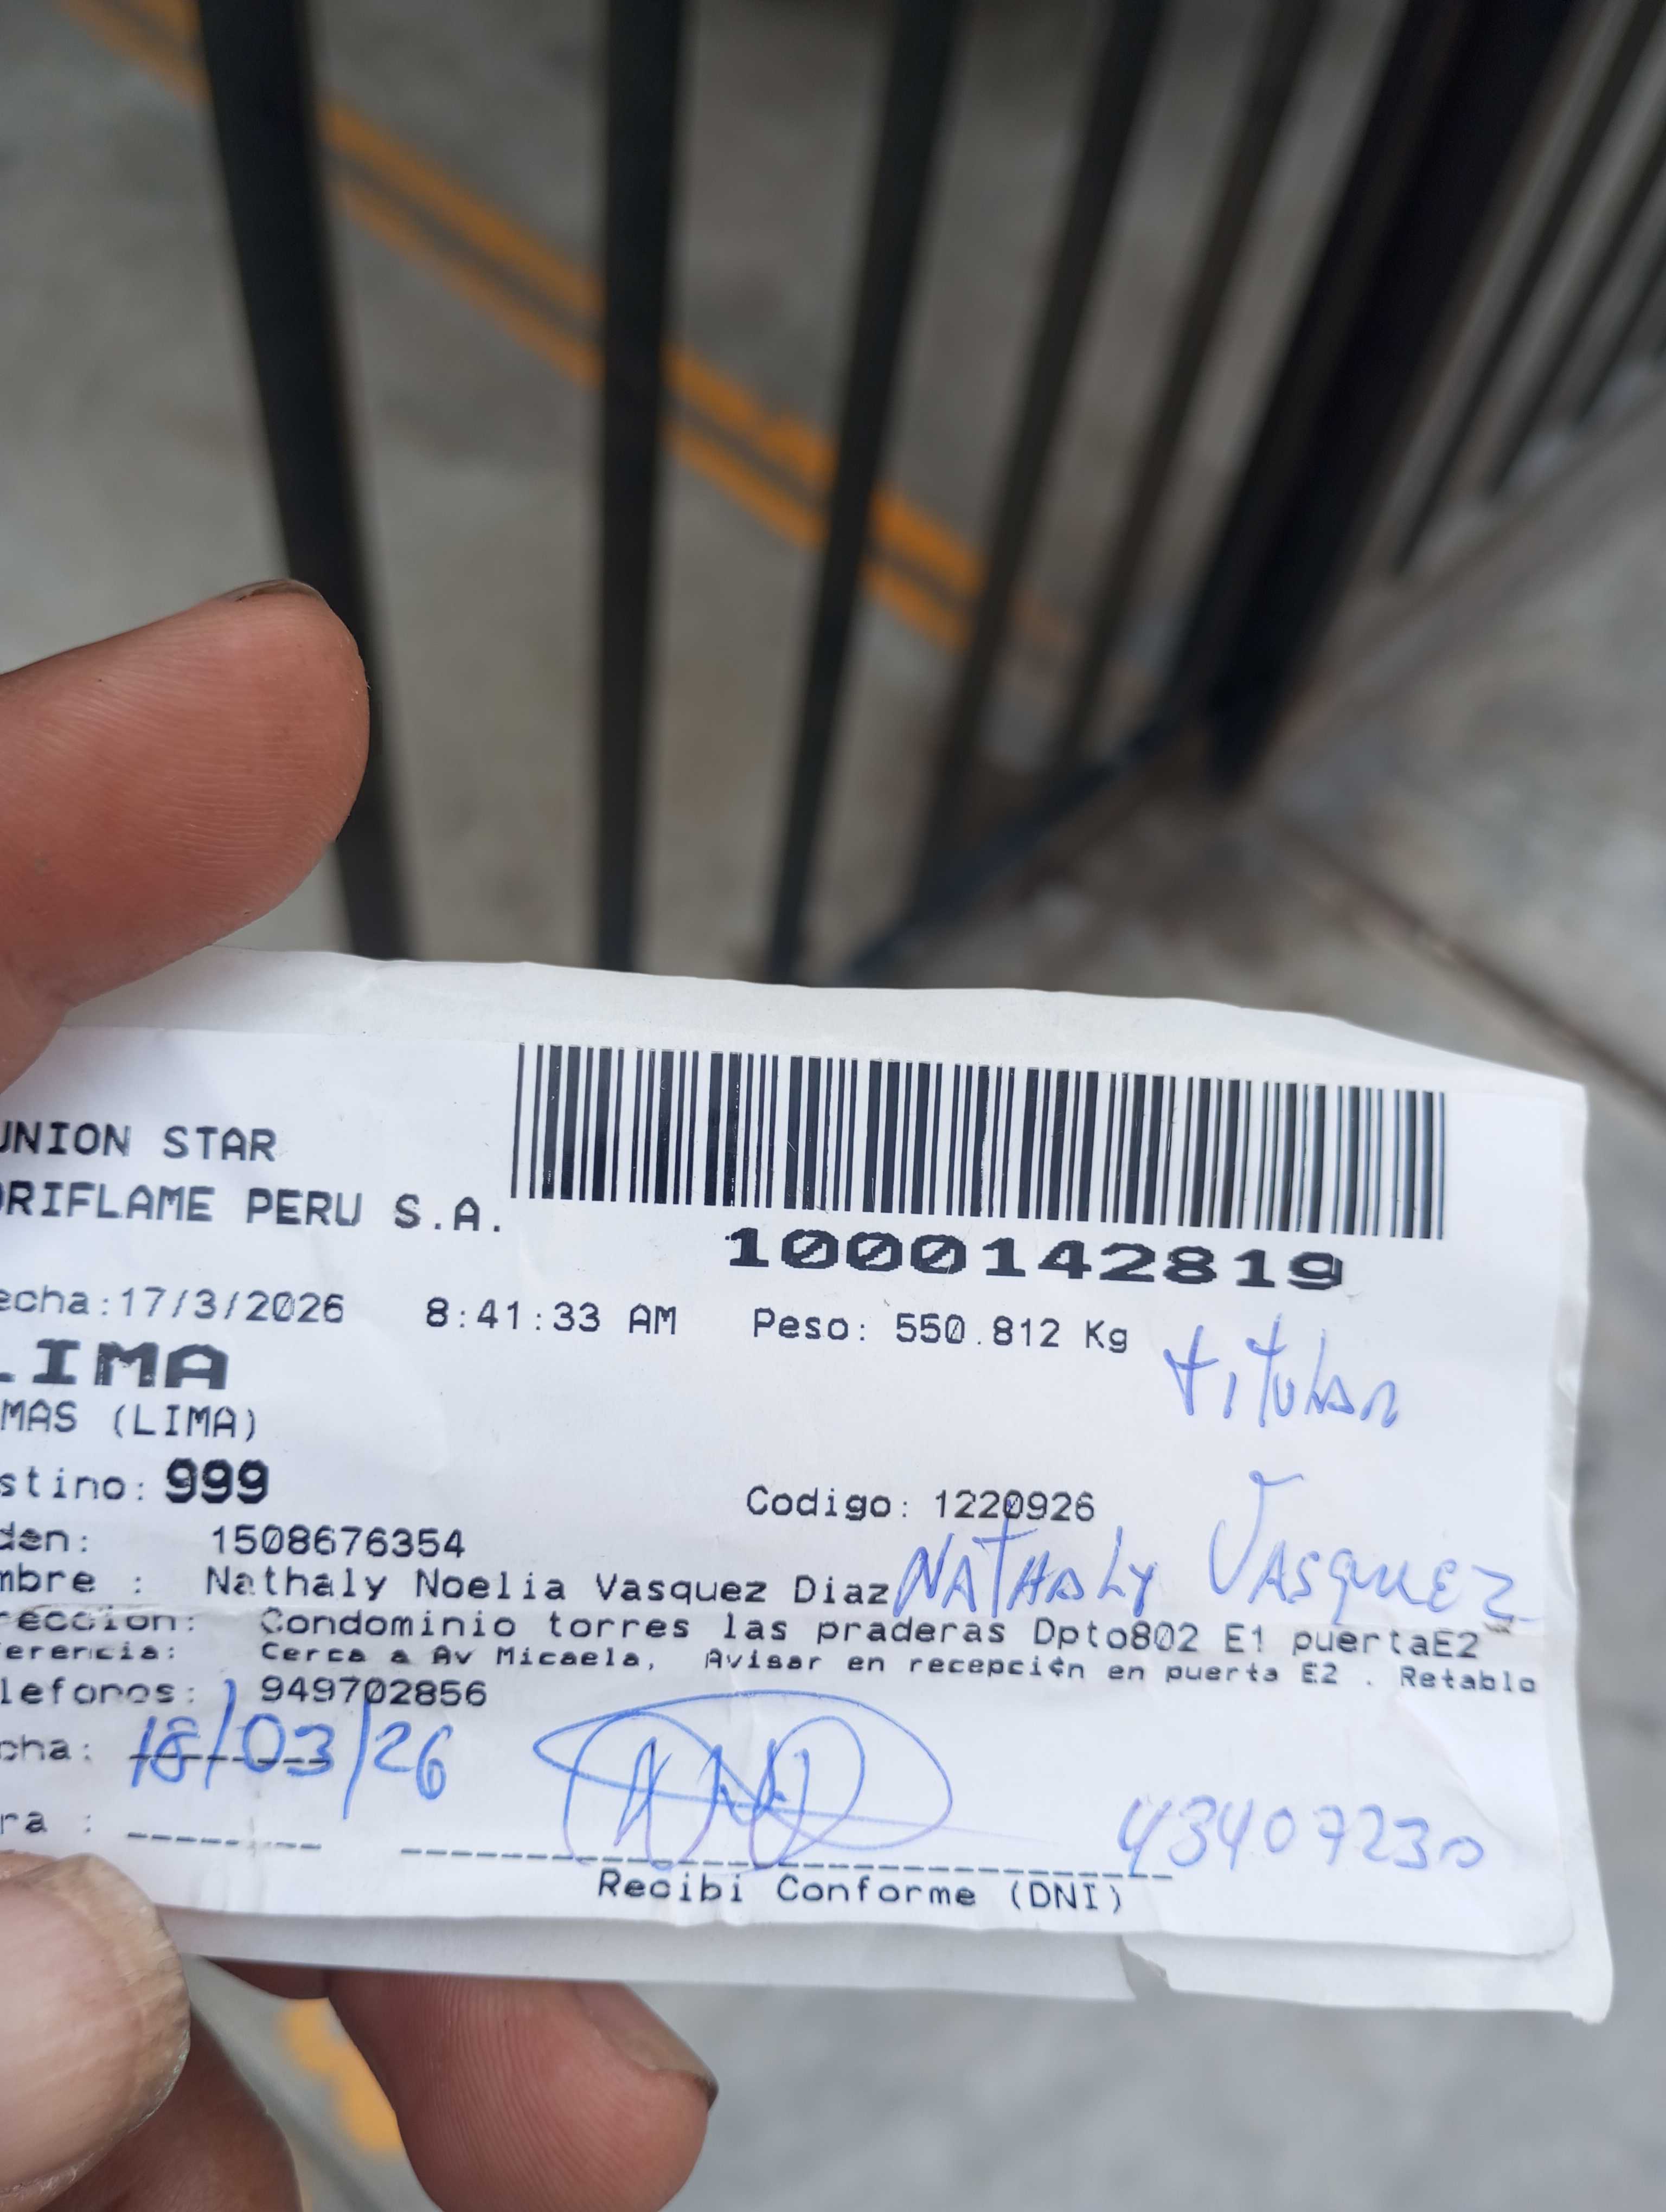 UNION STAR
ORIFLAME PERU S.A.
1000142819
echa:17/3/2026 8:41:33 AM Peso: 550.812 Kg
titular
LIMA
MAS (LIMA)
stino: 999 Codigo: 1220926
den: 1508676354
mbre : Nathaly Noelia Vasquez Diaz NATHALY VASQUEZ
reccion: Condominio torres las praderas Dpto802 E1 puertaE2
erencia: Cerca a Av Micaela, Avisar en recepci¢n en puerta E2 . Retablo
lefonos: 949702856
cha: 18/03/26
ra :
43407230
Recibi Conforme (DNI)